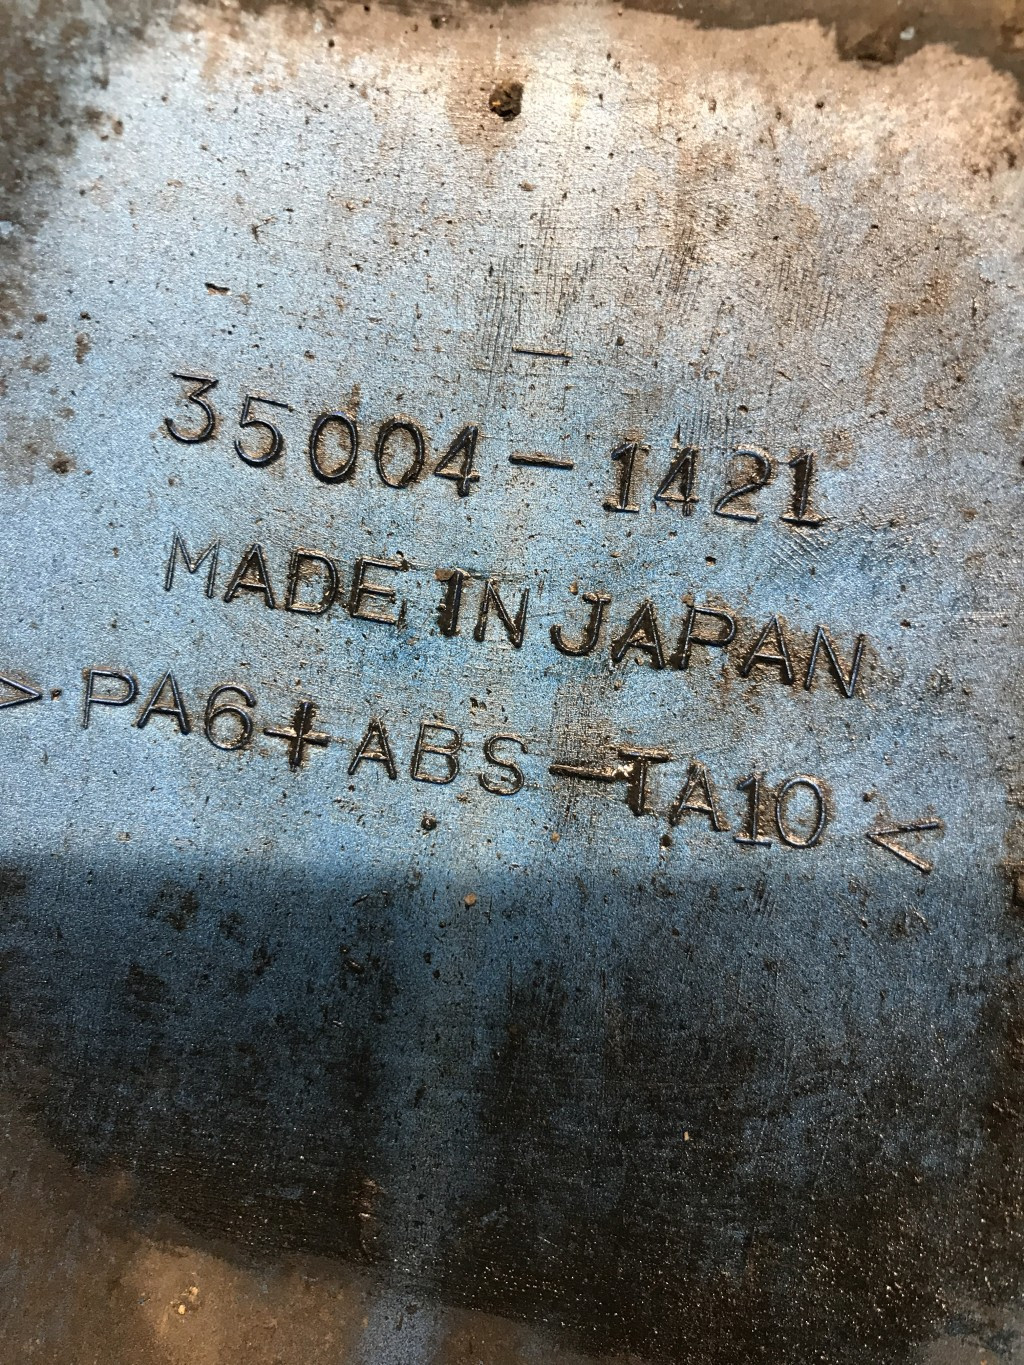 35004-1421
MADE IN JAPAN
>PA6+ABS-TA10<